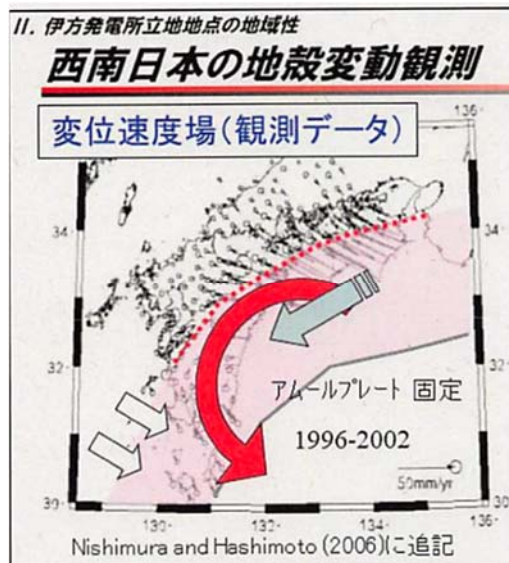 II. 伊方発電所立地地点の地域性
西南日本の地殻変動観測
変位速度場(観測データ)
136°
34
34
32
32
アムールプレート 固定
1996-2002
50mm/yr
30
130°
132°
134°
136°
Nishimura and Hashimoto (2006)に追記